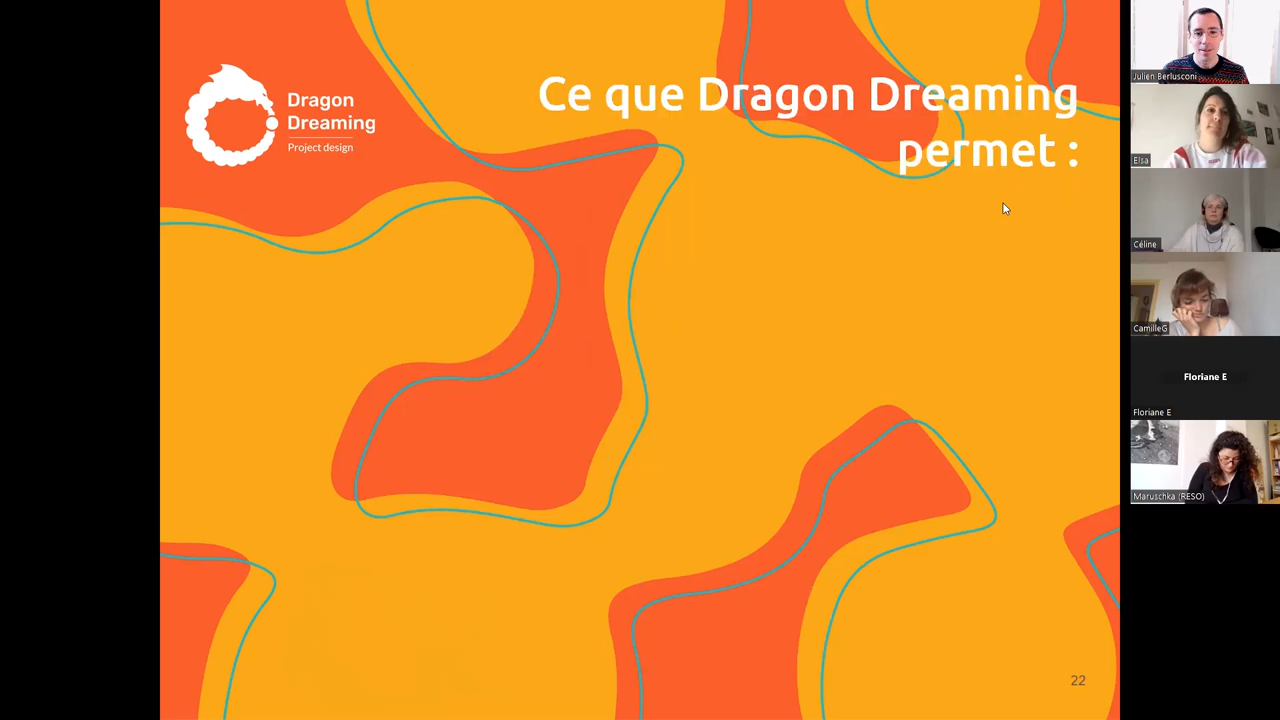 Dragon
Dreaming
Project design
Ce que Dragon Dreaming
permet :
22
Julien Berlusconi
Elsa
Céline
CamilleG
Floriane E
Floriane E
Maruschka (RESO)